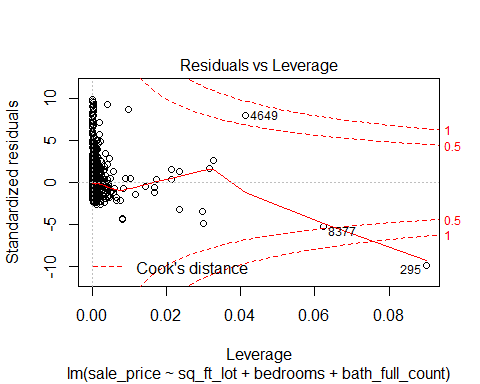 Residuals vs Leverage
Standardized residuals
10
5
0
-5
-10
4649
8377
295
1
0.5
0.5
1
Cook's distance
0.00 0.02 0.04 0.06 0.08
Leverage
lm(sale_price ~ sq_ft_lot + bedrooms + bath_full_count)